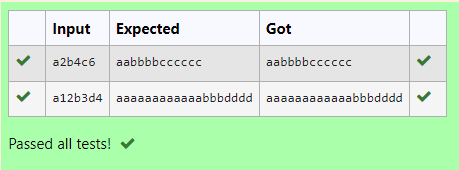 Input Expected Got
a2b4c6 aabbbbcccccc aabbbbcccccc
a12b3d4 aaaaaaaaaaaabbbdddd aaaaaaaaaaaabbbdddd
Passed all tests!